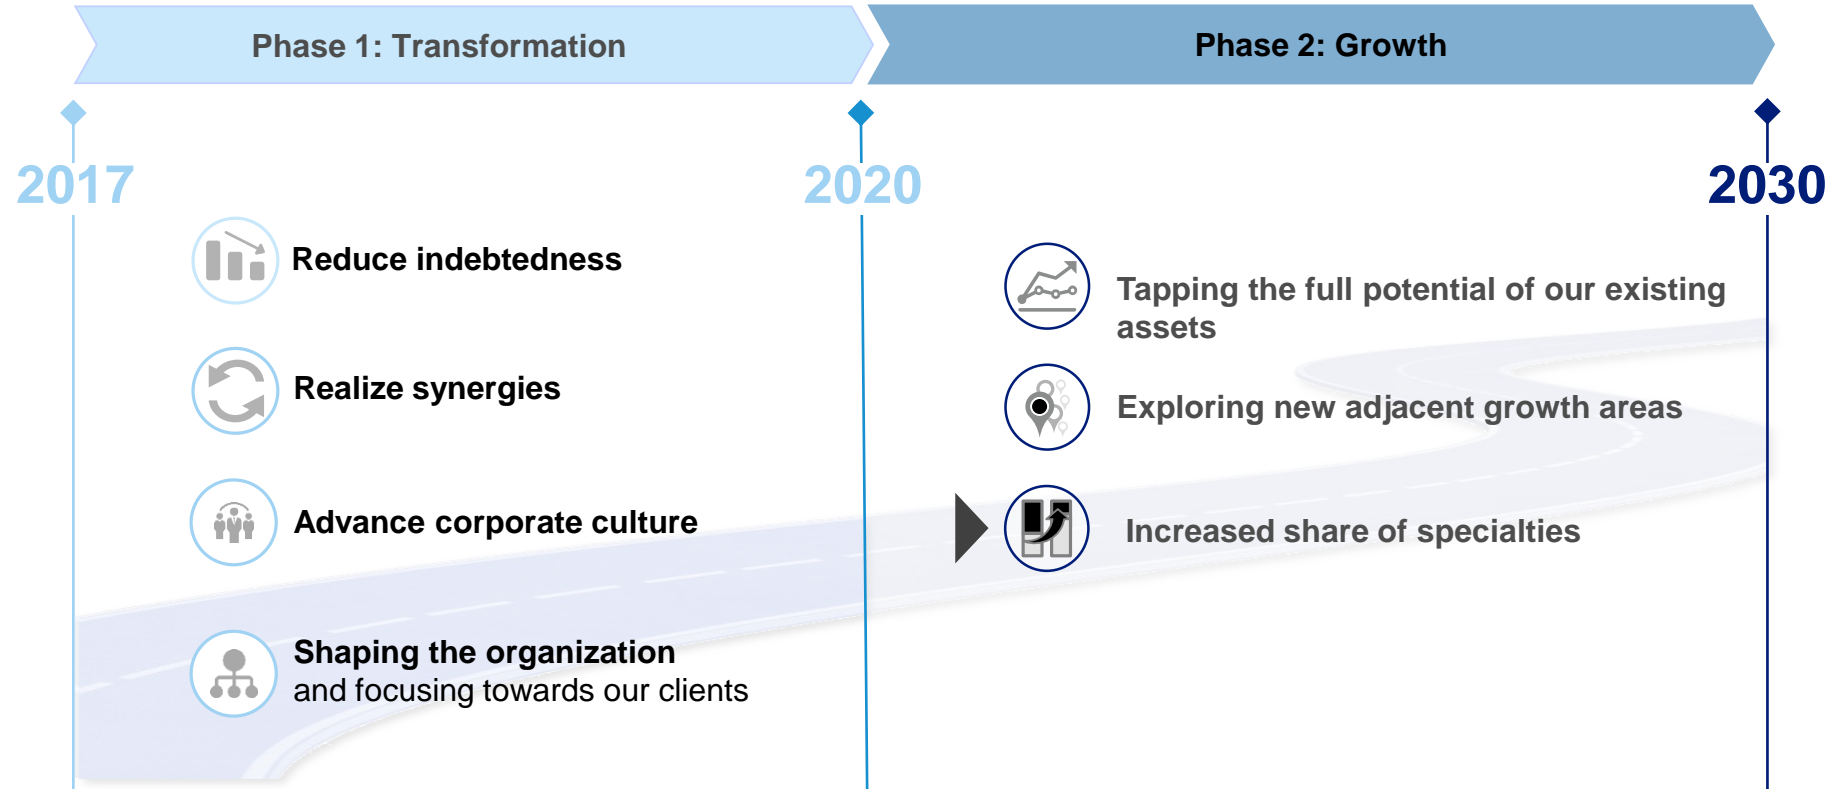 Phase 1: Transformation
Phase 2: Growth
2017
2020
2030
Reduce indebtedness
Realize synergies
Advance corporate culture
Shaping the organization
and focusing towards our clients
Tapping the full potential of our existing
assets
Exploring new adjacent growth areas
Increased share of specialties